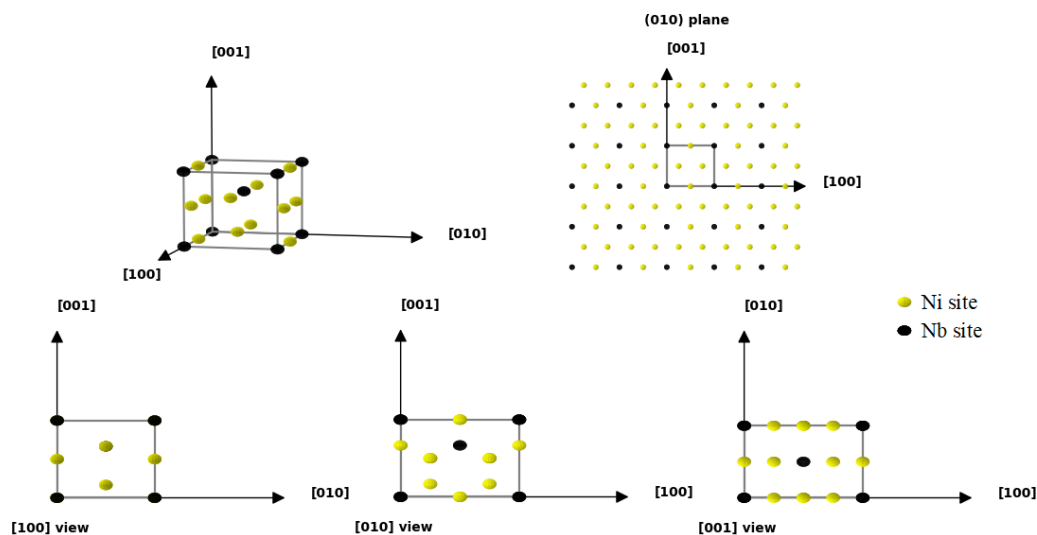 (010) plane
[001]
[001]
[100]
[010]
[100]
[001]
[001]
[010]
Ni site
Nb site
[010]
[100]
[100]
[100] view
[010] view
[001] view